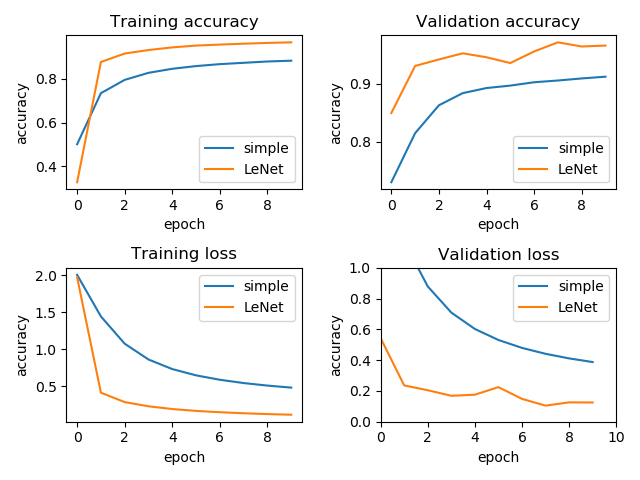 Training accuracy
accuracy
0.8
0.6
0.4
simple
LeNet
0 2 4 6 8
epoch
Validation accuracy
accuracy
0.9
0.8
simple
LeNet
0 2 4 6 8
epoch
Training loss
accuracy
2.0
1.5
1.0
0.5
simple
LeNet
0 2 4 6 8
epoch
Validation loss
accuracy
1.0
0.8
0.6
0.4
0.2
0.0
simple
LeNet
0 2 4 6 8 10
epoch